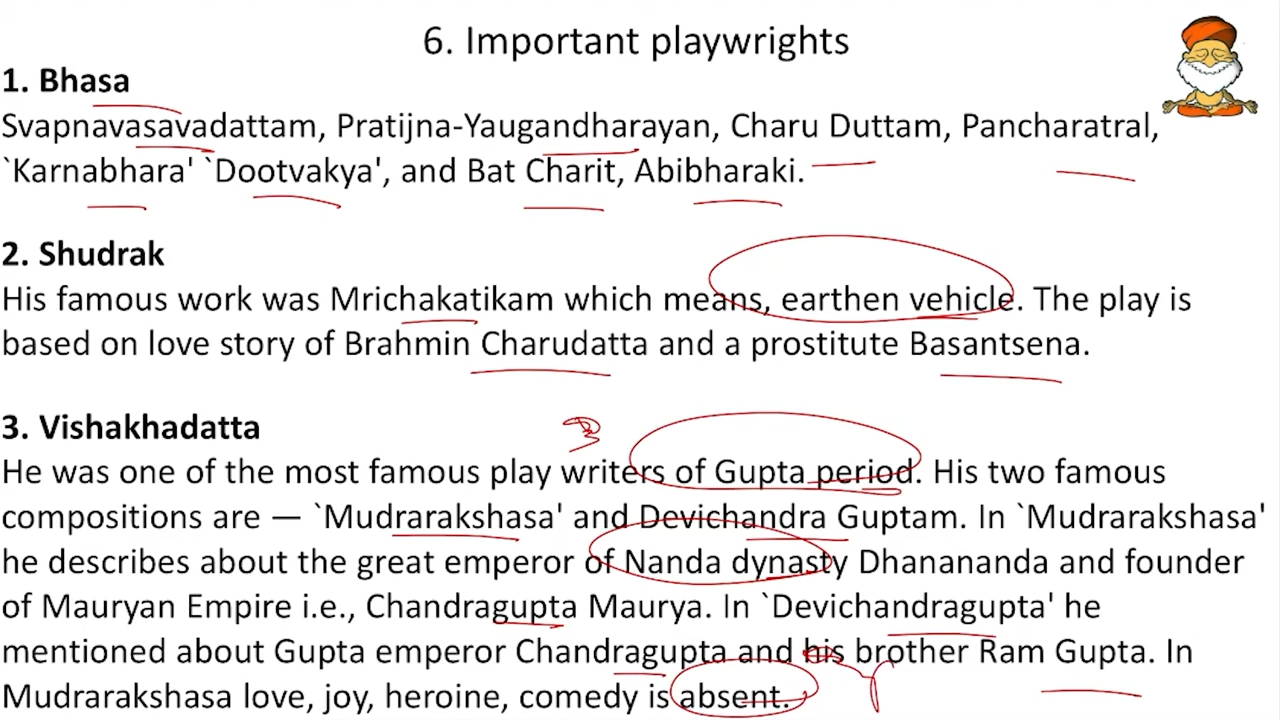 6. Important playwrights
1. Bhasa
Svapnavasavadattam, Pratijna-Yaugandharayan, Charu Duttam, Pancharatral,
`Karnabhara' `Dootvakya', and Bat Charit, Abibharaki.
2. Shudrak
His famous work was Mrichakatikam which means, earthen vehicle. The play is
based on love story of Brahmin Charudatta and a prostitute Basantsena.
3. Vishakhadatta
He was one of the most famous play writers of Gupta period. His two famous
compositions are — `Mudrarakshasa' and Devichandra Guptam. In `Mudrarakshasa'
he describes about the great emperor of Nanda dynasty Dhanananda and founder
of Mauryan Empire i.e., Chandragupta Maurya. In `Devichandragupta' he
mentioned about Gupta emperor Chandragupta and his brother Ram Gupta. In
Mudrarakshasa love, joy, heroine, comedy is absent.